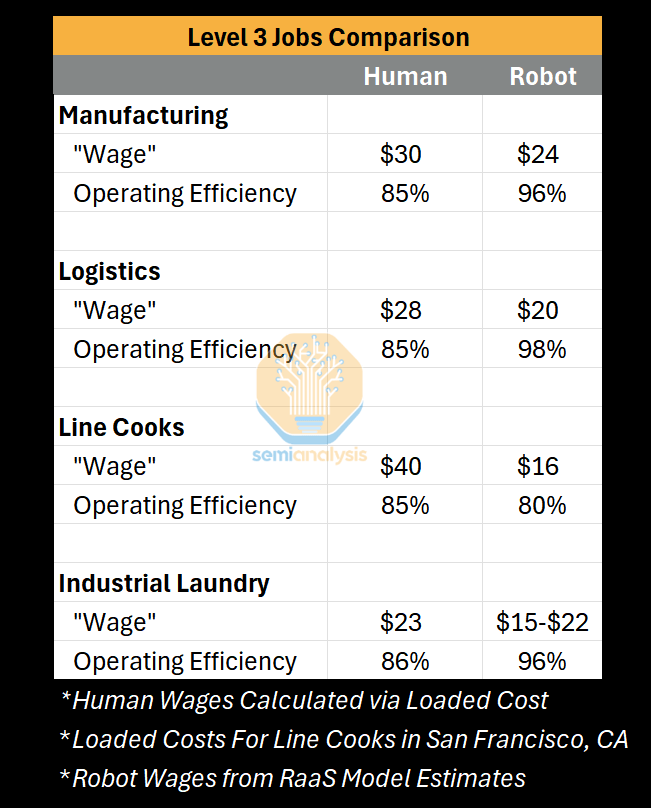 Level 3 Jobs Comparison
Human Robot
Manufacturing
"Wage" $30 $24
Operating Efficiency 85% 96%
Logistics
"Wage" $28 $20
Operating Efficiency 85% 98%
semianalysis
Line Cooks
"Wage" $40 $16
Operating Efficiency 85% 80%
Industrial Laundry
"Wage" $23 $15-$22
Operating Efficiency 86% 96%
*Human Wages Calculated via Loaded Cost
*Loaded Costs For Line Cooks in San Francisco, CA
*Robot Wages from RaaS Model Estimates